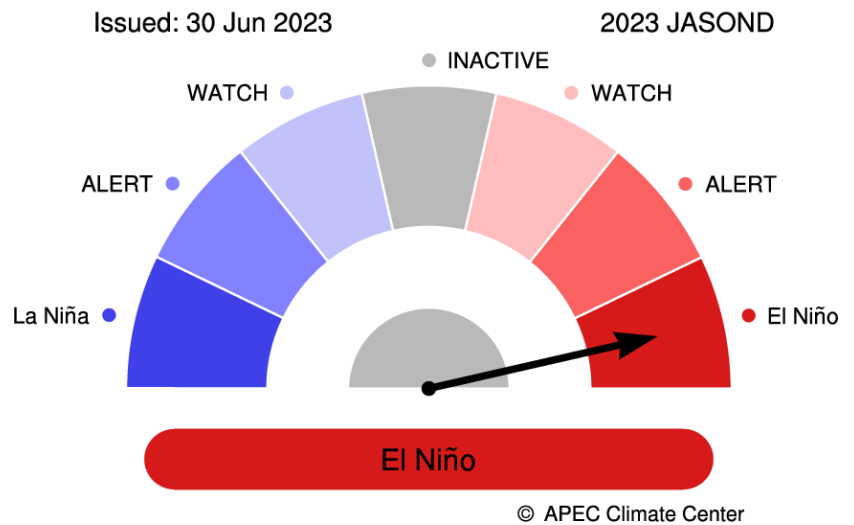 Issued: 30 Jun 2023
2023 JASOND
INACTIVE
WATCH
WATCH
ALERT
ALERT
La Niña
El Niño
El Niño
© APEC Climate Center